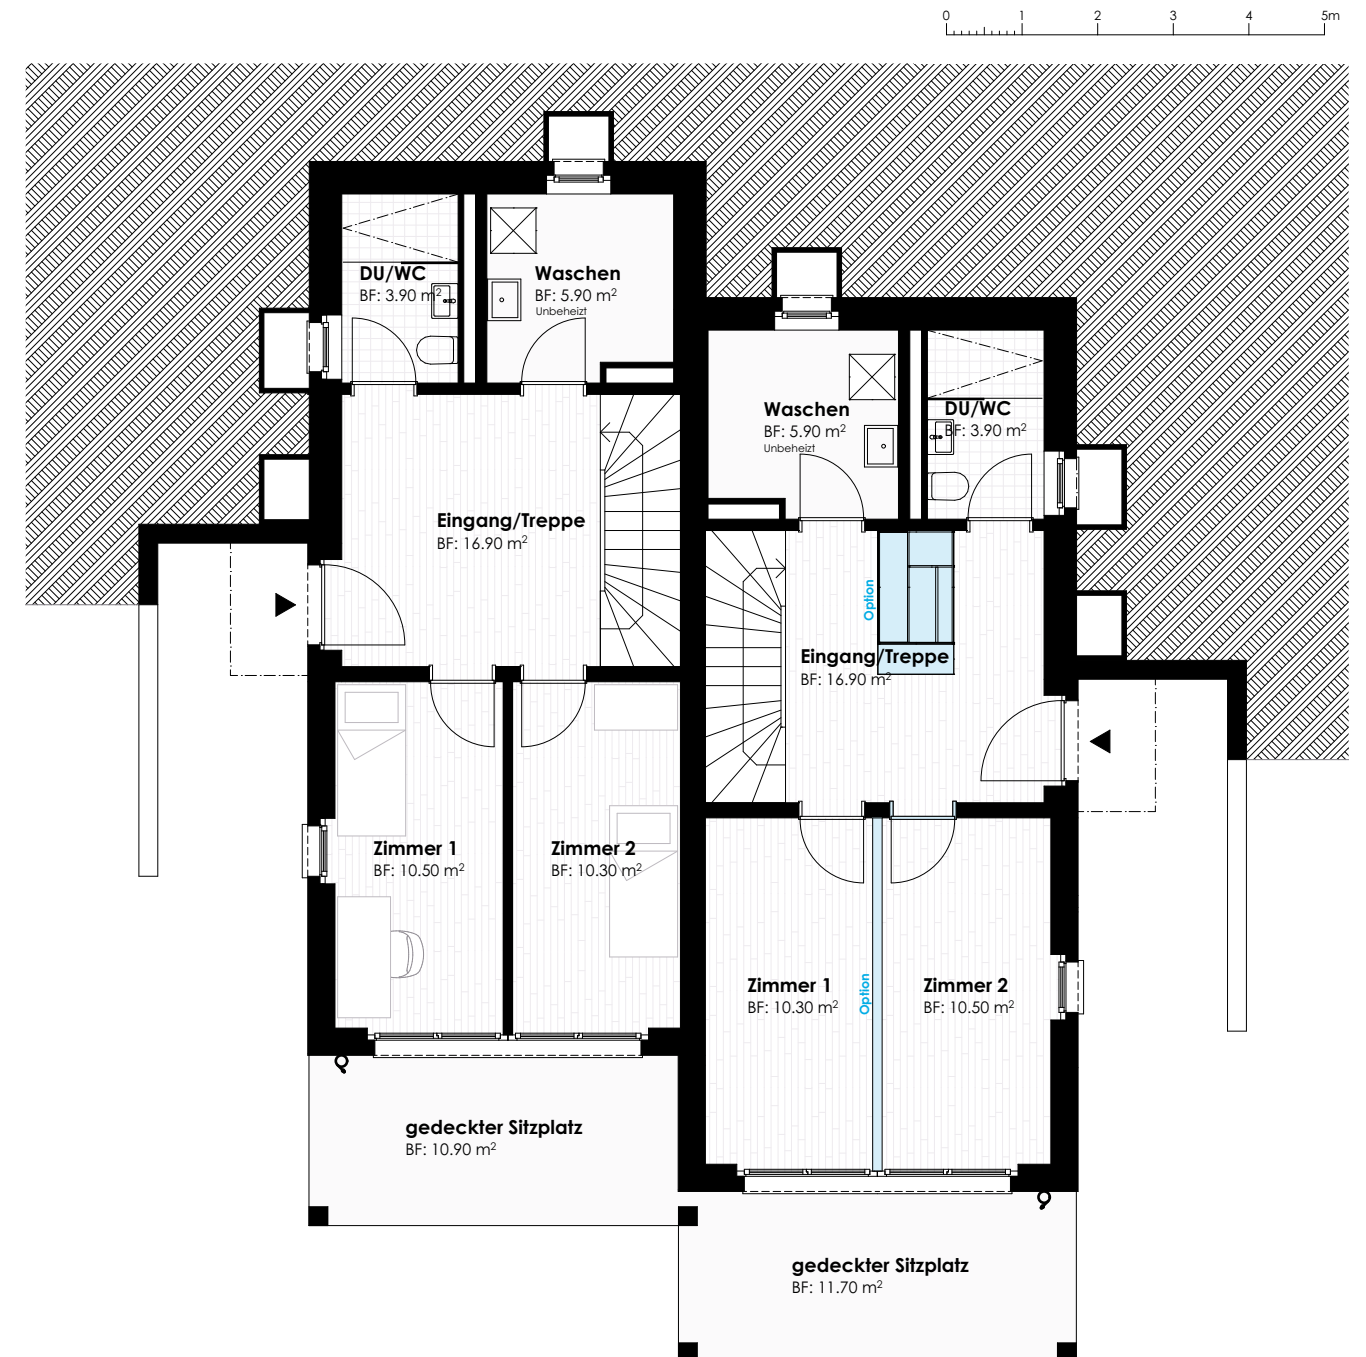 0 1 2 3 4 5m
DU/WC
BF: 3.90 m²
Waschen
BF: 5.90 m²
Unbeheizt
Waschen
BF: 5.90 m²
Unbeheizt
DU/WC
BF: 3.90 m²
Eingang/Treppe
BF: 16.90 m²
Option
Eingang/Treppe
BF: 16.90 m²
Zimmer 1
BF: 10.50 m²
Zimmer 2
BF: 10.30 m²
Zimmer 1
BF: 10.30 m²
Option
Zimmer 2
BF: 10.50 m²
gedeckter Sitzplatz
BF: 10.90 m²
gedeckter Sitzplatz
BF: 11.70 m²